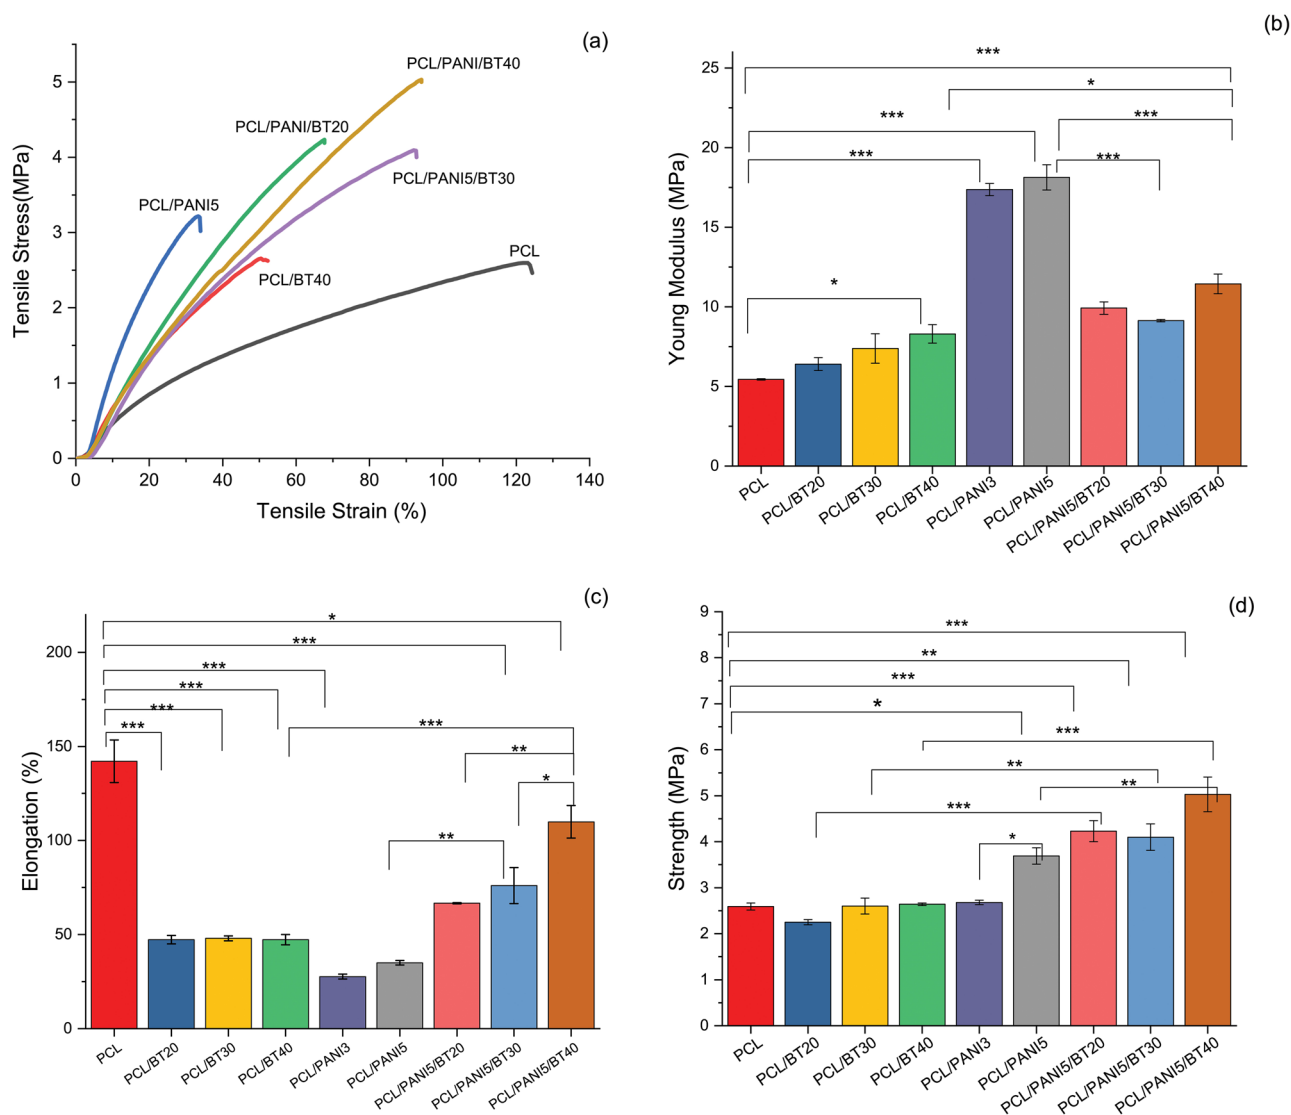 (a)
5
4
3
2
1
0
Tensile Stress(MPa)
PCL/PANI/BT40
PCL/PANI/BT20
PCL/PANI5/BT30
PCL/PANI5
PCL
PCL/BT40
0 20 40 60 80 100 120 140
Tensile Strain (%)
(b)
25
20
15
10
5
0
Young Modulus (MPa)
***
*
***
***
***
***
*
PCL
PCL/BT20
PCL/BT30
PCL/BT40
PCL/PANI3
PCL/PANI5
PCL/PANI5/BT20
PCL/PANI5/BT30
PCL/PANI5/BT40
(c)
200
150
100
50
0
Elongation (%)
*
***
***
***
***
***
***
**
*
**
PCL
PCL/BT20
PCL/BT30
PCL/BT40
PCL/PANI3
PCL/PANI5
PCL/PANI5/BT20
PCL/PANI5/BT30
PCL/PANI5/BT40
(d)
9
8
7
6
5
4
3
2
1
0
Strength (MPa)
***
**
***
*
***
**
**
***
*
PCL
PCL/BT20
PCL/BT30
PCL/BT40
PCL/PANI3
PCL/PANI5
PCL/PANI5/BT20
PCL/PANI5/BT30
PCL/PANI5/BT40